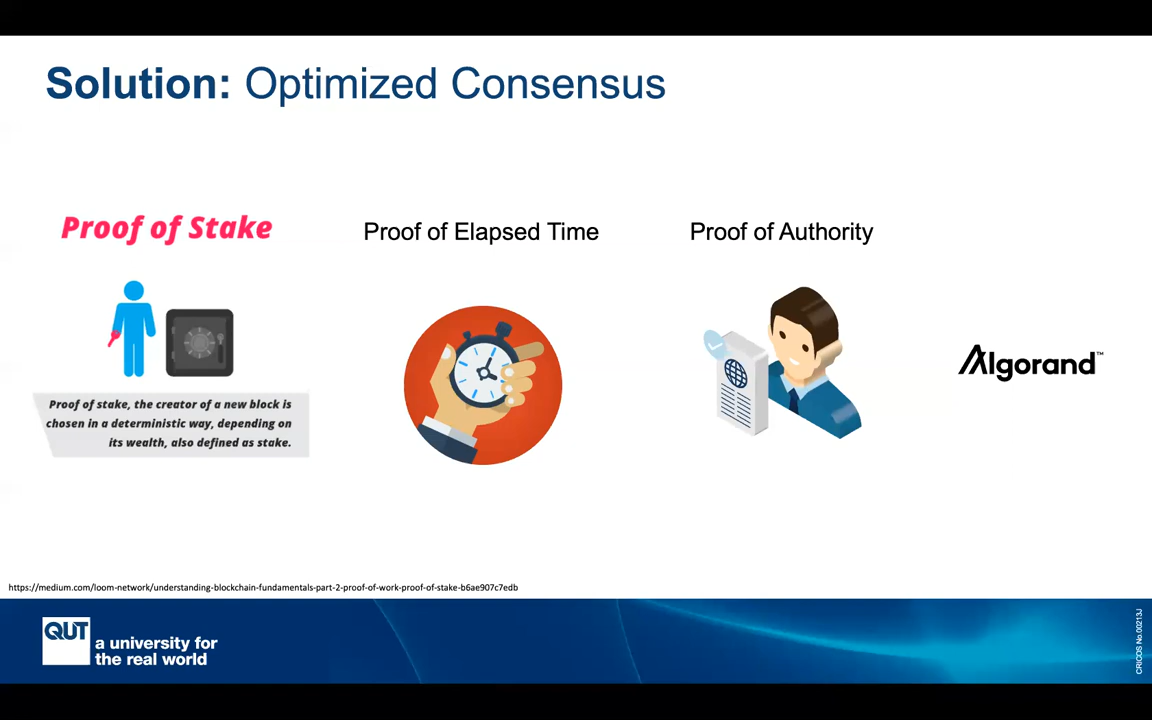 Solution: Optimized Consensus
Proof of Stake
Proof of Elapsed Time
Proof of Authority
Algorand™
Proof of stake, the creator of a new block is
chosen in a deterministic way, depending on
its wealth, also defined as stake.
https://medium.com/loom-network/understanding-blockchain-fundamentals-part-2-proof-of-work-proof-of-stake-b6ae907c7edb
QUT
a university for
the real world
CRICOS No.00213J